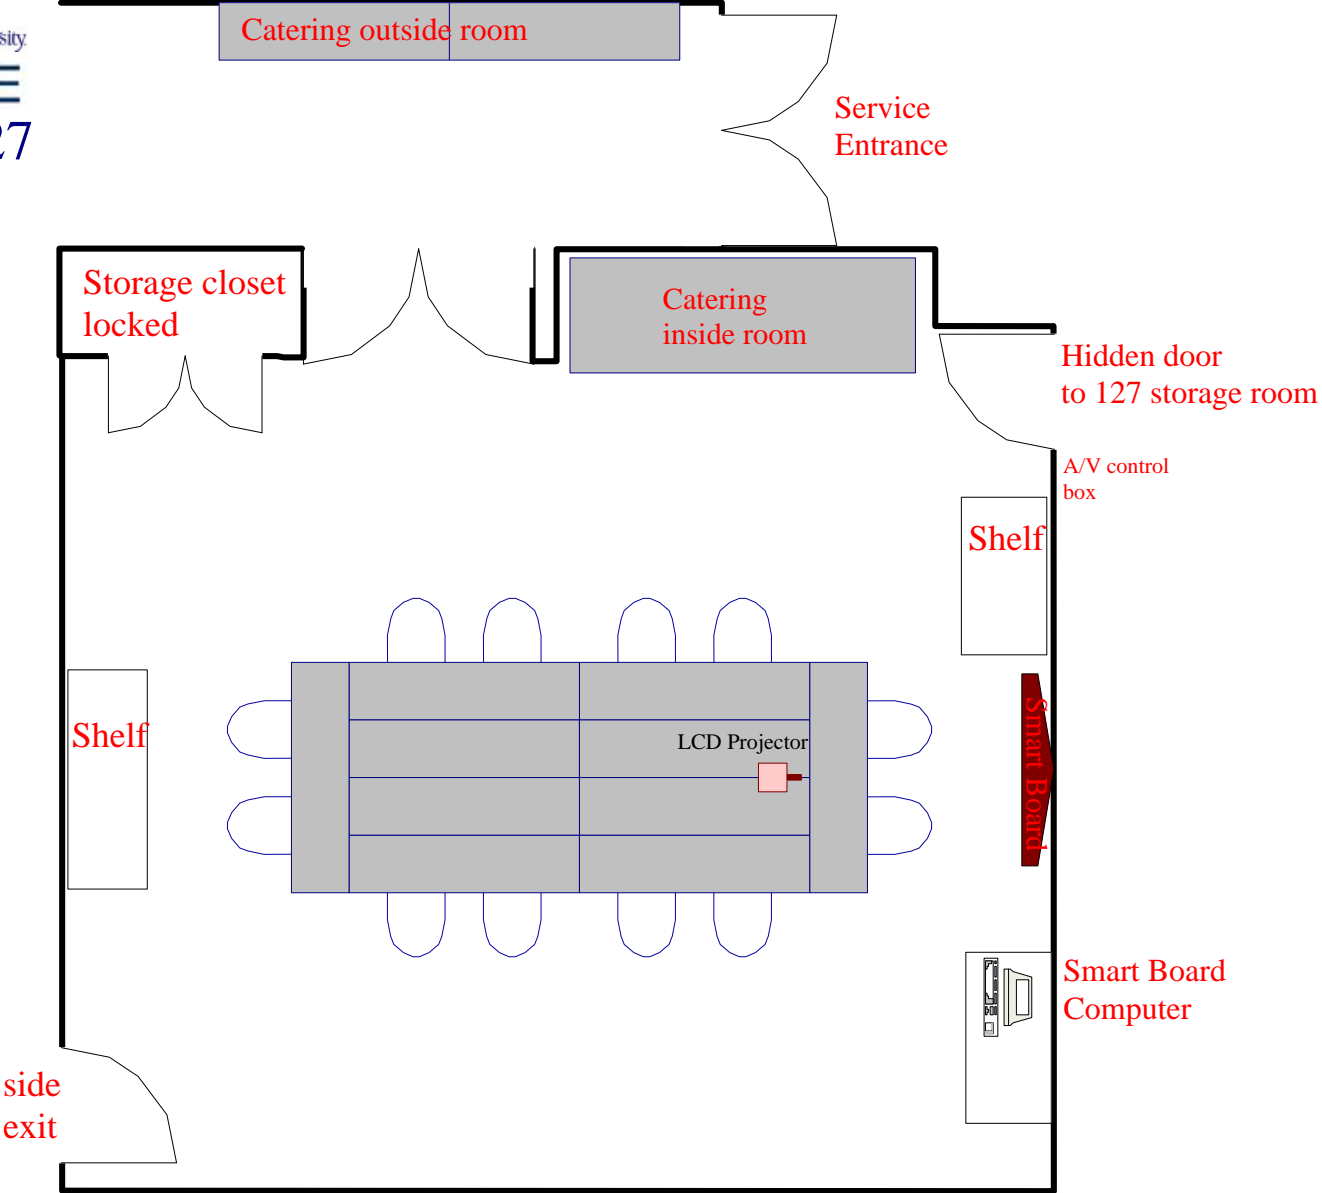 Catering outside room
sity
27
Service
Entrance
Storage closet
locked
Catering
inside room
Hidden door
to 127 storage room
A/V control
box
Shelf
Shelf
LCD Projector
Smart Board
Smart Board
Computer
side
exit